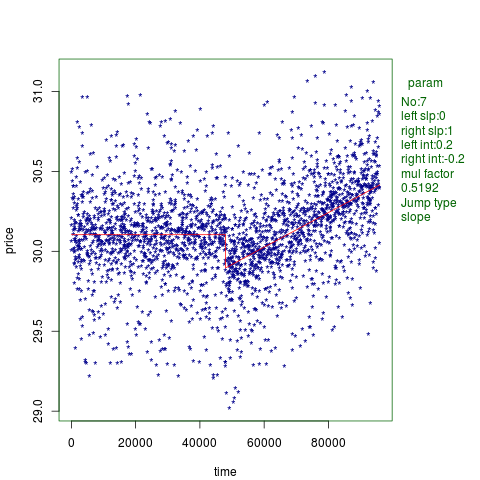 param
No:7
left slp:0
right slp:1
left int:0.2
right int:-0.2
mul factor
0.5192
Jump type
slope
price
31.0
30.5
30.0
29.5
29.0
0 20000 40000 60000 80000
time